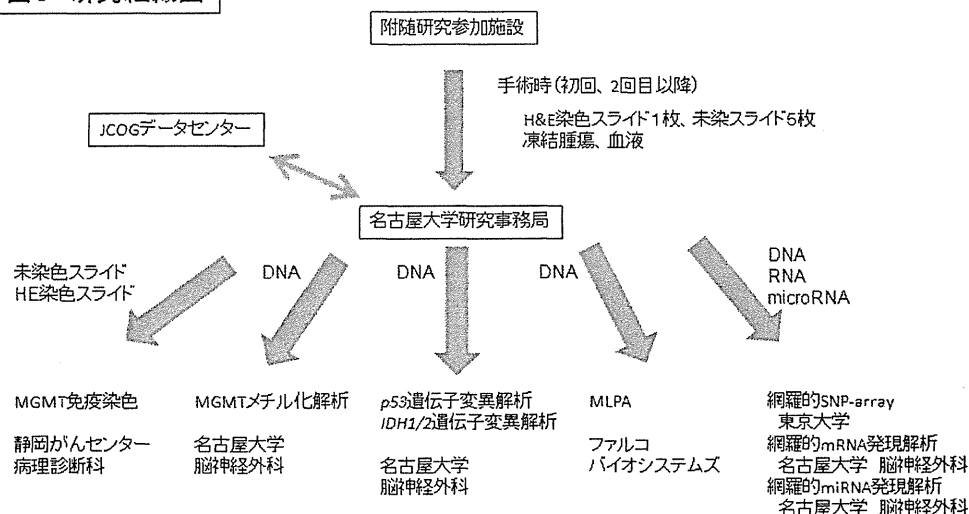 附随研究参加施設
手術時(初回、2回目以降)
H&E染色スライド1枚、未染スライド5枚
凍結腫瘍、血液
JCOGデータセンター
名古屋大学研究事務局
未染色スライド
HE染色スライド
DNA
DNA
DNA
DNA
RNA
microRNA
MGMT免疫染色
静岡がんセンター
病理診断科
MGMTメチル化解析
名古屋大学
脳神経外科
p53遺伝子変異解析
IDH1/2遺伝子変異解析
名古屋大学
脳神経外科
MLPA
ファルコ
バイオシステムズ
網羅的SNP-array
東京大学
網羅的mRNA発現解析
名古屋大学 脳神経外科
網羅的miRNA発現解析
名古屋大学 脳神経外科